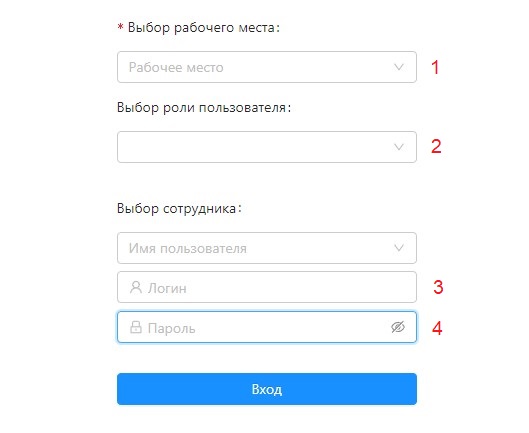 * Выбор рабочего места:
Рабочее место
1
Выбор роли пользователя:
2
Выбор сотрудника:
Имя пользователя
Логин
3
Пароль
4
Вход